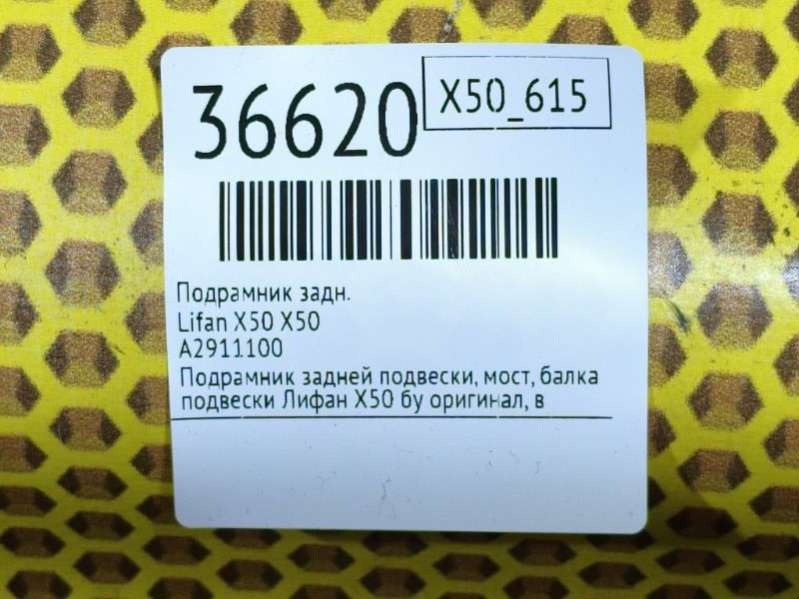 36620
X50_615
Подрамник задн.
Lifan X50 X50
A2911100
Подрамник задней подвески, мост, балка
подвески Лифан Х50 бу оригинал, в